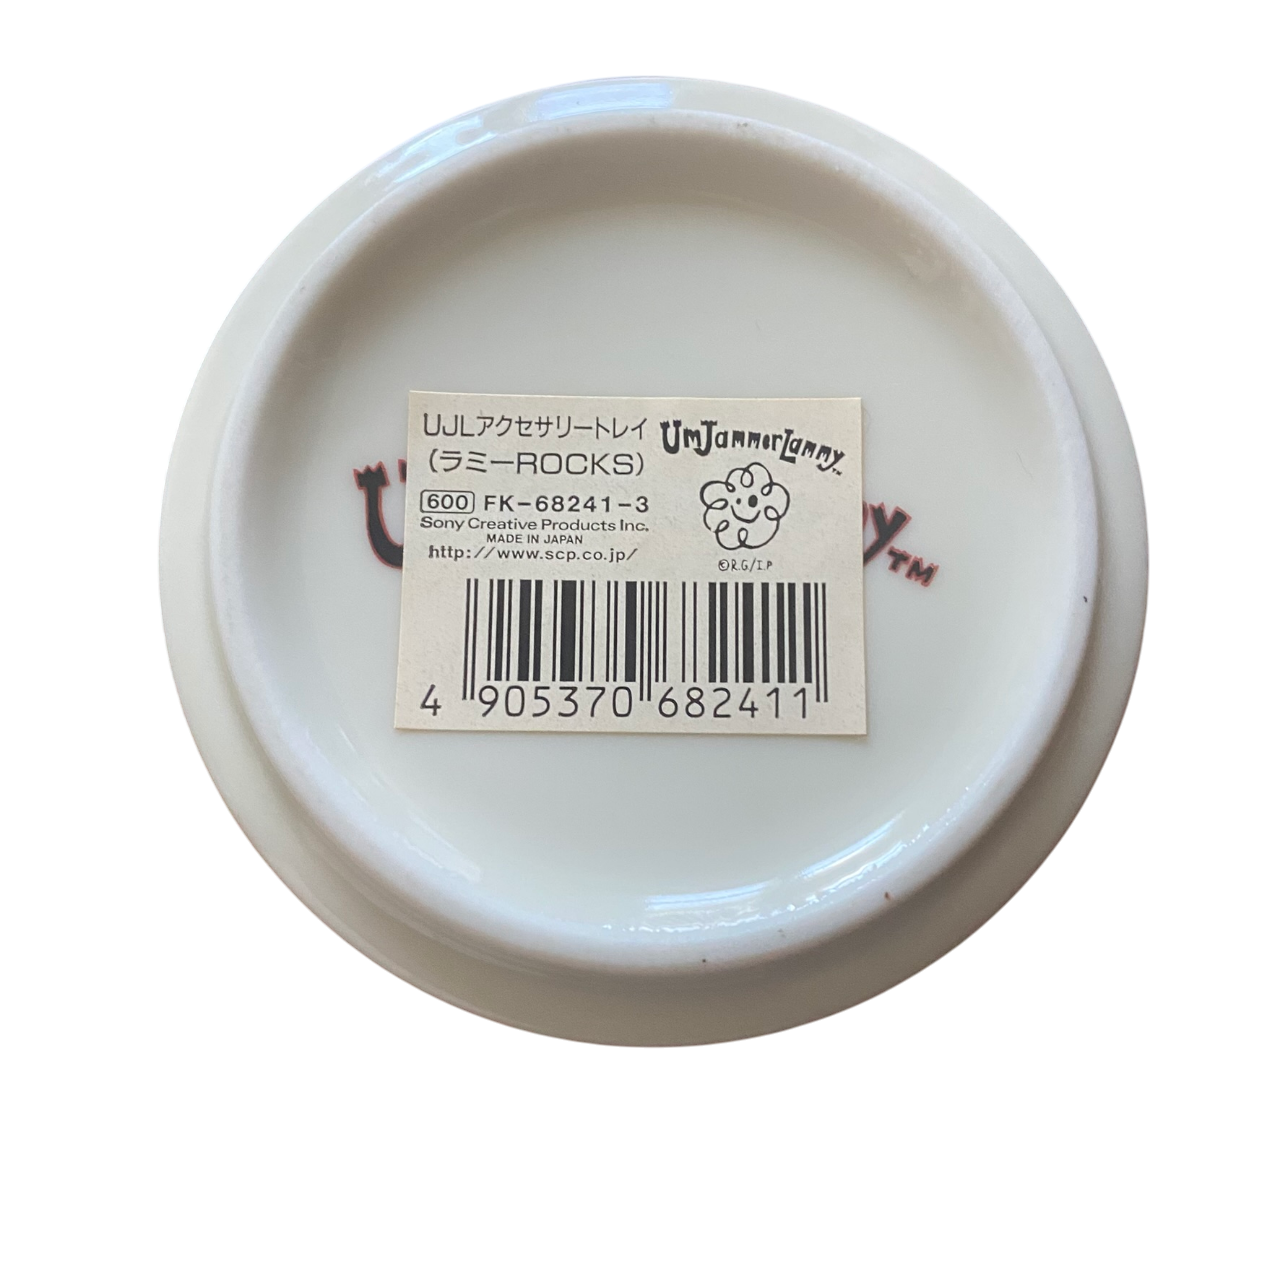 UJLアクセサリートレイ
(ラミーROCKS)
600 FK-68241-3
Sony Creative Products Inc.
MADE IN JAPAN
http://www.scp.co.jp/
UmJammerLammy™
©R.G/I.P
U
y™
4 905370 682411